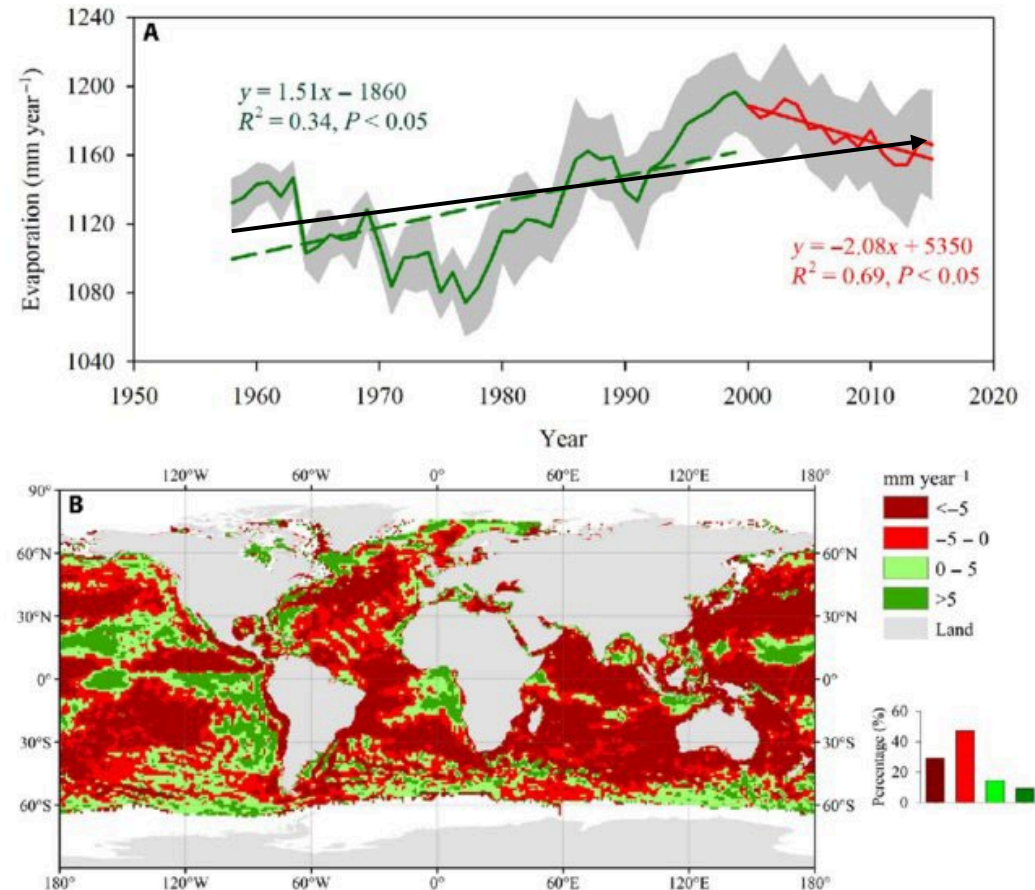 1240
A
1200
1160
1120
1080
1040
Evaporation (mm year⁻¹)
y = 1.51x − 1860
R² = 0.34, P < 0.05
y = −2.08x + 5350
R² = 0.69, P < 0.05
1950 1960 1970 1980 1990 2000 2010 2020
Year
120°W 0° 60°E 120°E 180°
90°
B
60°N
30°N
0°
30°S
60°S
60°N
30°N
0°
30°S
60°S
180° 120°W 60°W 0° 60°E 120°E 180°
mm year⁻¹
<−5
−5 − 0
0 − 5
>5
Land
Percentage (%)
60
40
20
0